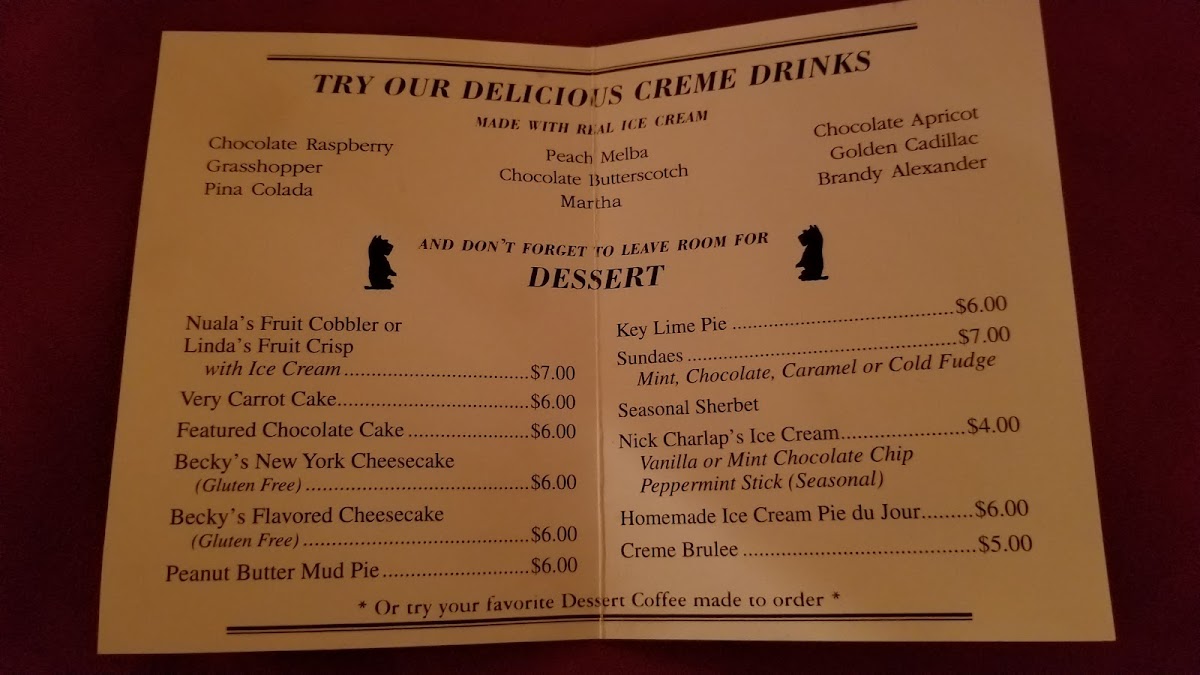 TRY OUR DELICIOUS CREME DRINKS
MADE WITH REAL ICE CREAM
Chocolate Raspberry
Grasshopper
Pina Colada
Peach Melba
Chocolate Butterscotch
Martha
Chocolate Apricot
Golden Cadillac
Brandy Alexander
AND DON'T FORGET TO LEAVE ROOM FOR
DESSERT
Nuala's Fruit Cobbler or
Linda's Fruit Crisp
with Ice Cream..............................$7.00
Very Carrot Cake...............................$6.00
Featured Chocolate Cake....................$6.00
Becky's New York Cheesecake
(Gluten Free)....................................$6.00
Becky's Flavored Cheesecake
(Gluten Free)....................................$6.00
Peanut Butter Mud Pie........................$6.00
Key Lime Pie.....................................$6.00
Sundaes............................................$7.00
Mint, Chocolate, Caramel or Cold Fudge
Seasonal Sherbet
Nick Charlap's Ice Cream....................$4.00
Vanilla or Mint Chocolate Chip
Peppermint Stick (Seasonal)
Homemade Ice Cream Pie du Jour.........$6.00
Creme Brulee.....................................$5.00
* Or try your favorite Dessert Coffee made to order *